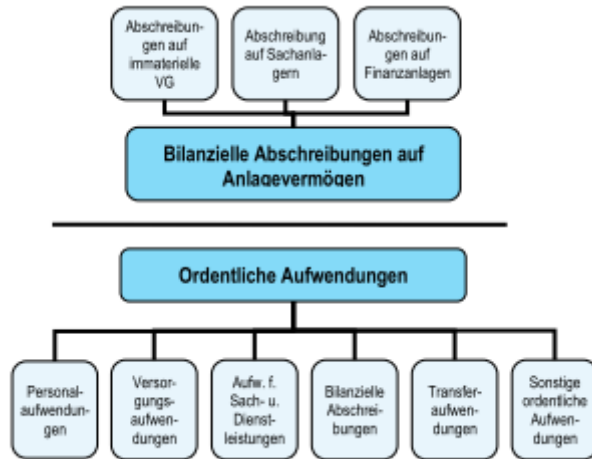 Abschreibun-
gen auf
immaterielle
VG
Abschreibung
auf Sachanla-
gern
Abschreibun-
gen auf
Finanzanlagen
Bilanzielle Abschreibungen auf
Anlagevermögen
Ordentliche Aufwendungen
Personal-
aufwendun-
gen
Versor-
gungs-
aufwen-
dungen
Aufw. f.
Sach- u.
Dienst-
leistungen
Bilanzielle
Abschrei-
bungen
Transfer-
aufwen-
dungen
Sonstige
ordentliche
Aufwen-
dungen